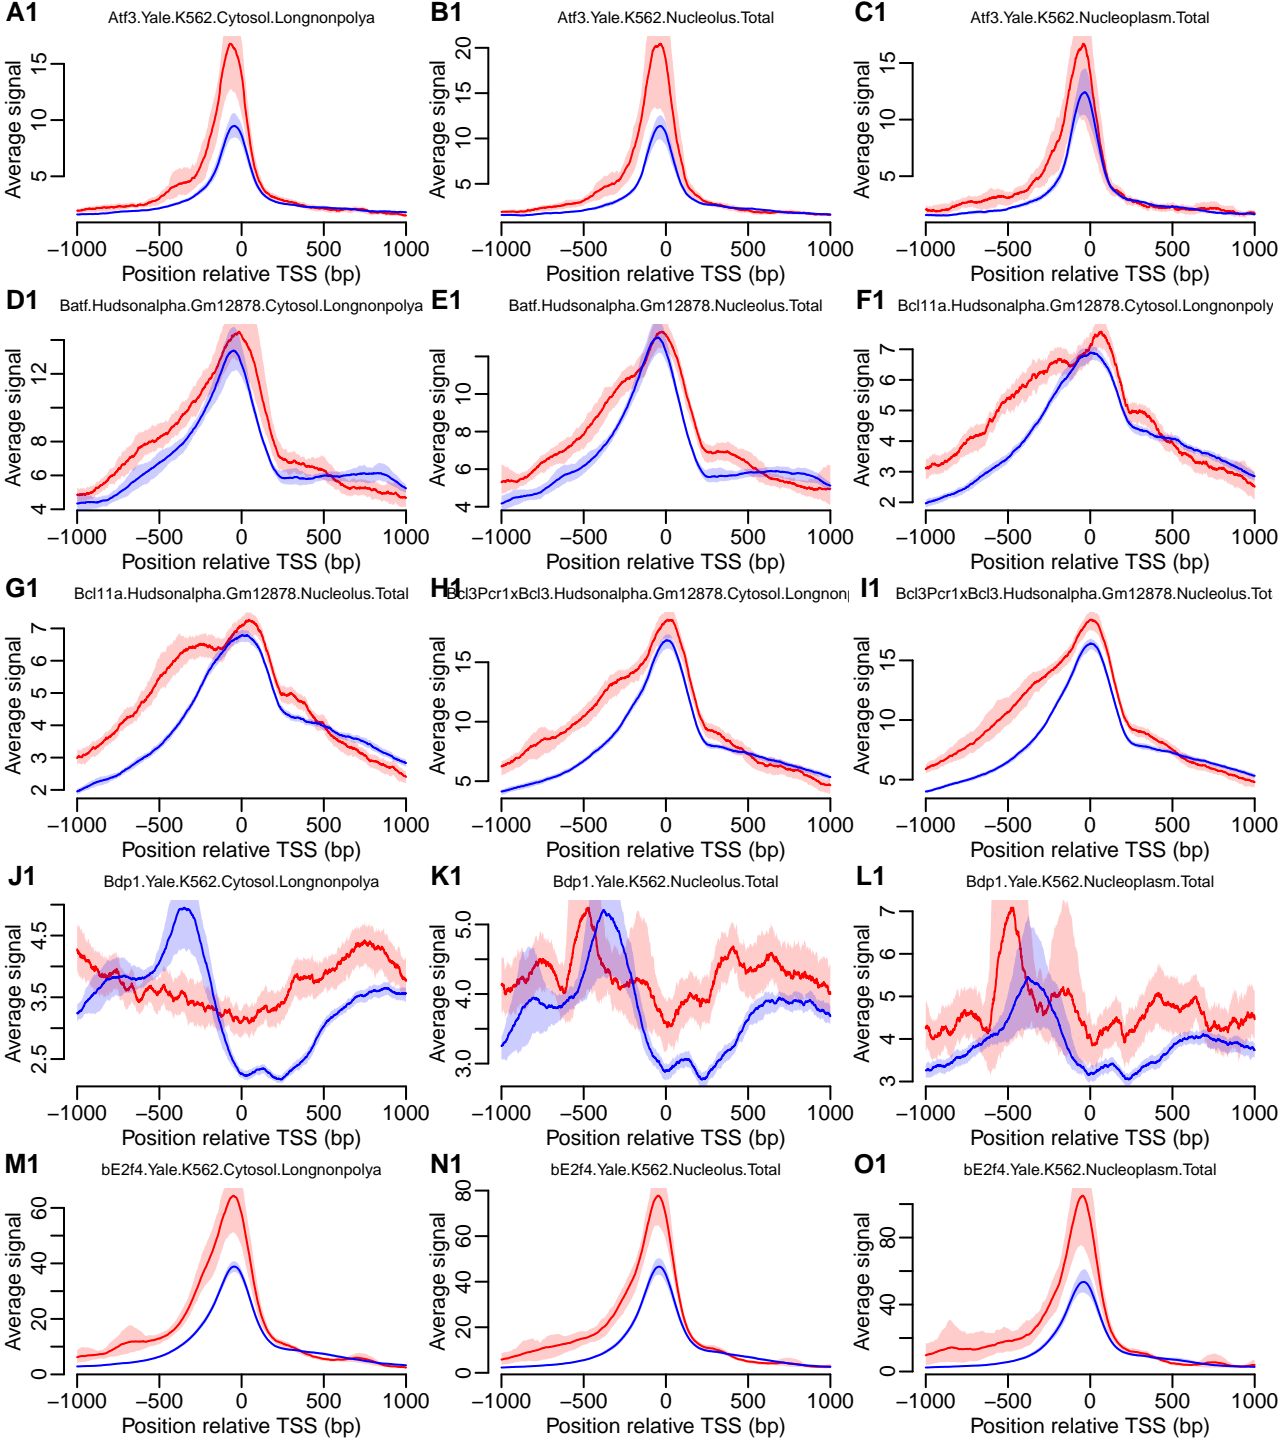 A1 Atf3.Yale.K562.Cytosol.Longnonpolya
Average signal
5 10 15
−1000 −500 0 500 1000
Position relative TSS (bp)
B1 Atf3.Yale.K562.Nucleolus.Total
Average signal
5 10 15 20
−1000 −500 0 500 1000
Position relative TSS (bp)
C1 Atf3.Yale.K562.Nucleoplasm.Total
Average signal
5 10 15
−1000 −500 0 500 1000
Position relative TSS (bp)
D1 Batf.Hudsonalpha.Gm12878.Cytosol.Longnonpolya
Average signal
4 6 8 12
−1000 −500 0 500 1000
Position relative TSS (bp)
E1 Batf.Hudsonalpha.Gm12878.Nucleolus.Total
Average signal
4 6 8 10
−1000 −500 0 500 1000
Position relative TSS (bp)
F1 Bcl11a.Hudsonalpha.Gm12878.Cytosol.Longnonpoly
Average signal
2 3 4 5 6 7
−1000 −500 0 500 1000
Position relative TSS (bp)
G1 Bcl11a.Hudsonalpha.Gm12878.Nucleolus.Total
Average signal
2 3 4 5 6 7
−1000 −500 0 500 1000
Position relative TSS (bp)
H1 Bcl3Pcr1xBcl3.Hudsonalpha.Gm12878.Cytosol.Longnon
Average signal
5 10 15
−1000 −500 0 500 1000
Position relative TSS (bp)
I1 Bcl3Pcr1xBcl3.Hudsonalpha.Gm12878.Nucleolus.Tot
Average signal
5 10 15
−1000 −500 0 500 1000
Position relative TSS (bp)
J1 Bdp1.Yale.K562.Cytosol.Longnonpolya
Average signal
2.5 3.5 4.5
−1000 −500 0 500 1000
Position relative TSS (bp)
K1 Bdp1.Yale.K562.Nucleolus.Total
Average signal
3.0 4.0 5.0
−1000 −500 0 500 1000
Position relative TSS (bp)
L1 Bdp1.Yale.K562.Nucleoplasm.Total
Average signal
3 4 5 6 7
−1000 −500 0 500 1000
Position relative TSS (bp)
M1 bE2f4.Yale.K562.Cytosol.Longnonpolya
Average signal
0 20 40 60
−1000 −500 0 500 1000
Position relative TSS (bp)
N1 bE2f4.Yale.K562.Nucleolus.Total
Average signal
0 20 40 60 80
−1000 −500 0 500 1000
Position relative TSS (bp)
O1 bE2f4.Yale.K562.Nucleoplasm.Total
Average signal
0 40 80
−1000 −500 0 500 1000
Position relative TSS (bp)